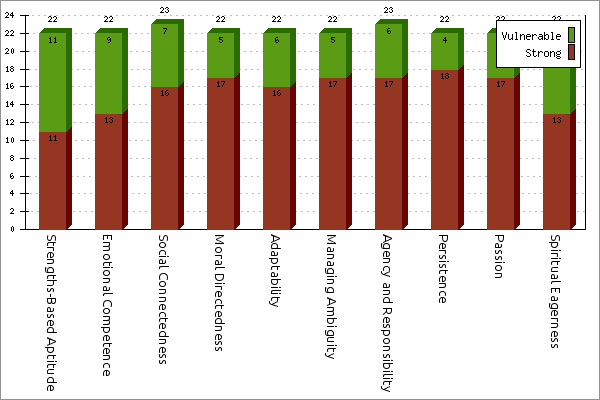 23 23
24 22 22 22 22 22 22 22 22
Vulnerable
Strong
22
20
18
16
14
12
10
8
6
4
2
0
11 9 7 5 6 5 6 4
11 13 16 17 16 17 17 18 17 13
Strengths-Based Aptitude
Emotional Competence
Social Connectedness
Moral Directedness
Adaptability
Managing Ambiguity
Agency and Responsibility
Persistence
Passion
Spiritual Eagerness